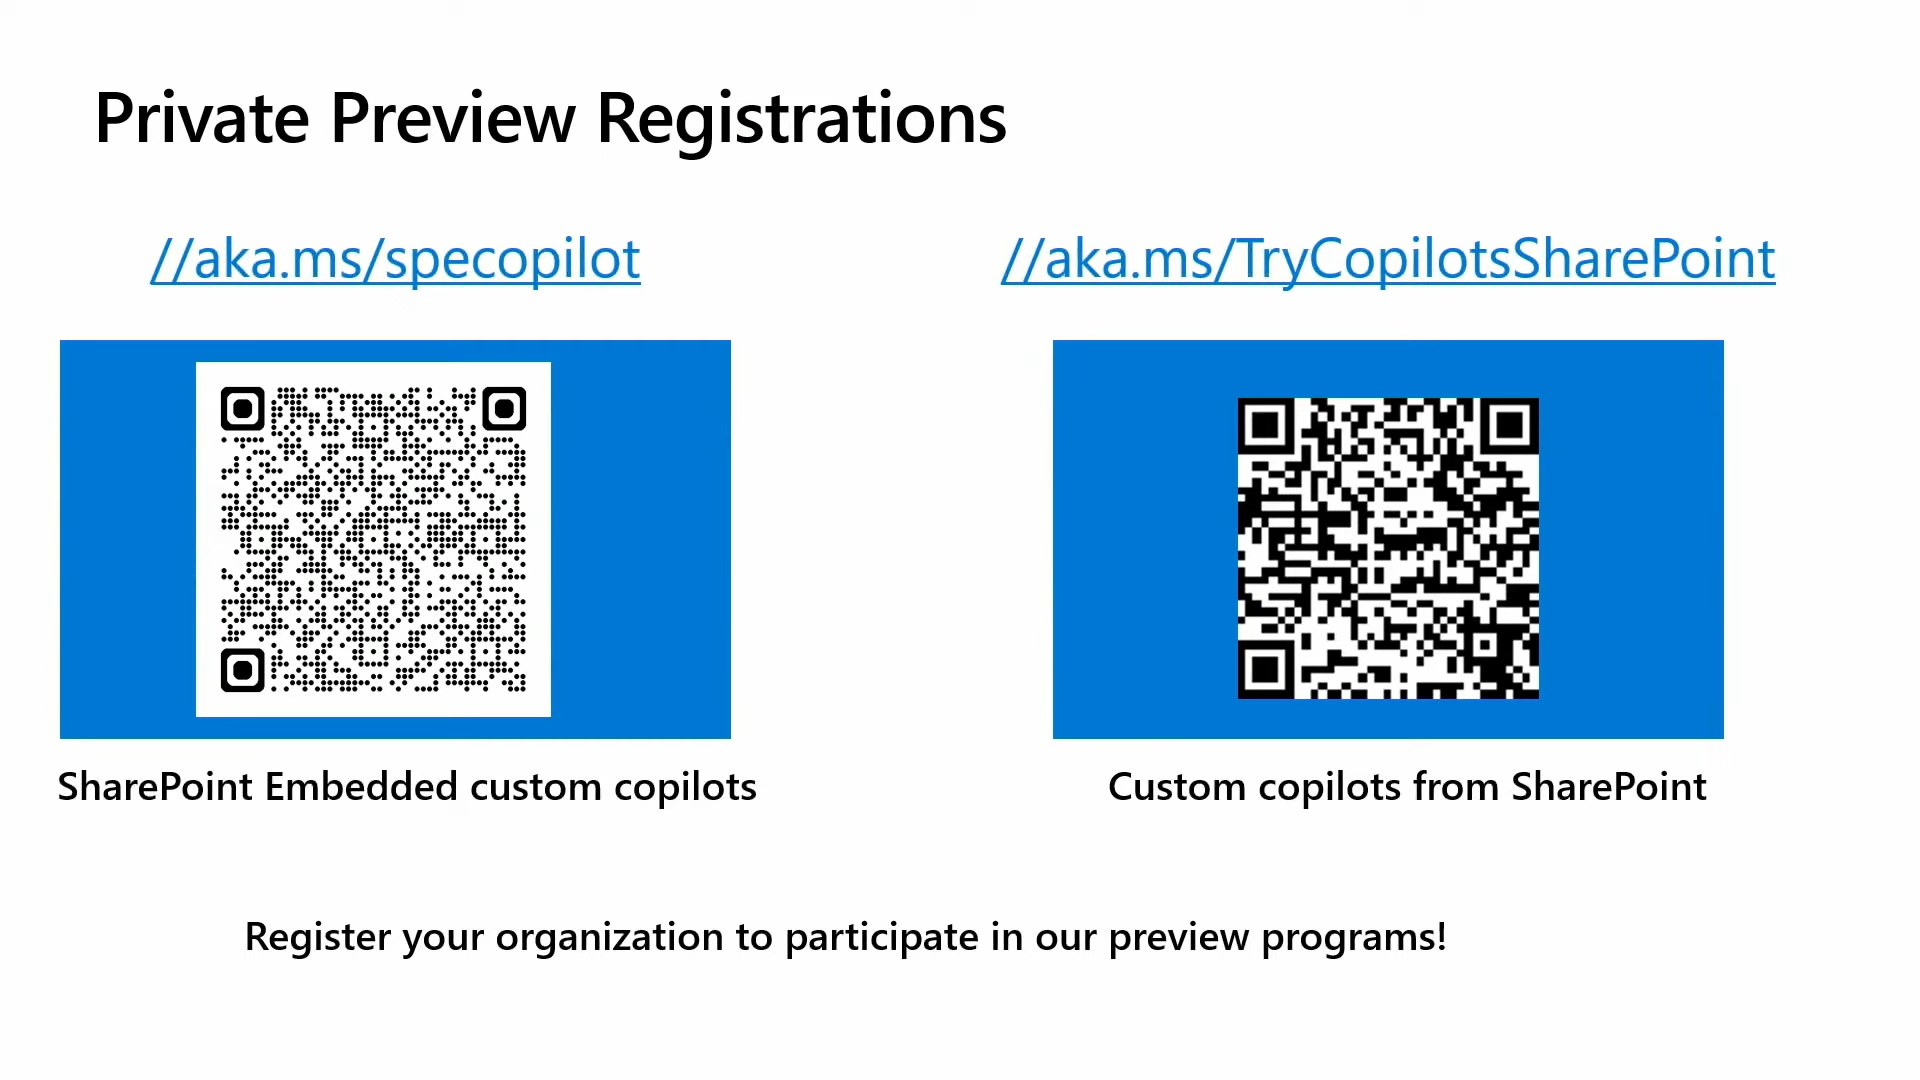 Private Preview Registrations
//aka.ms/specopilot
//aka.ms/TryCopilotsSharePoint
SharePoint Embedded custom copilots
Custom copilots from SharePoint
Register your organization to participate in our preview programs!